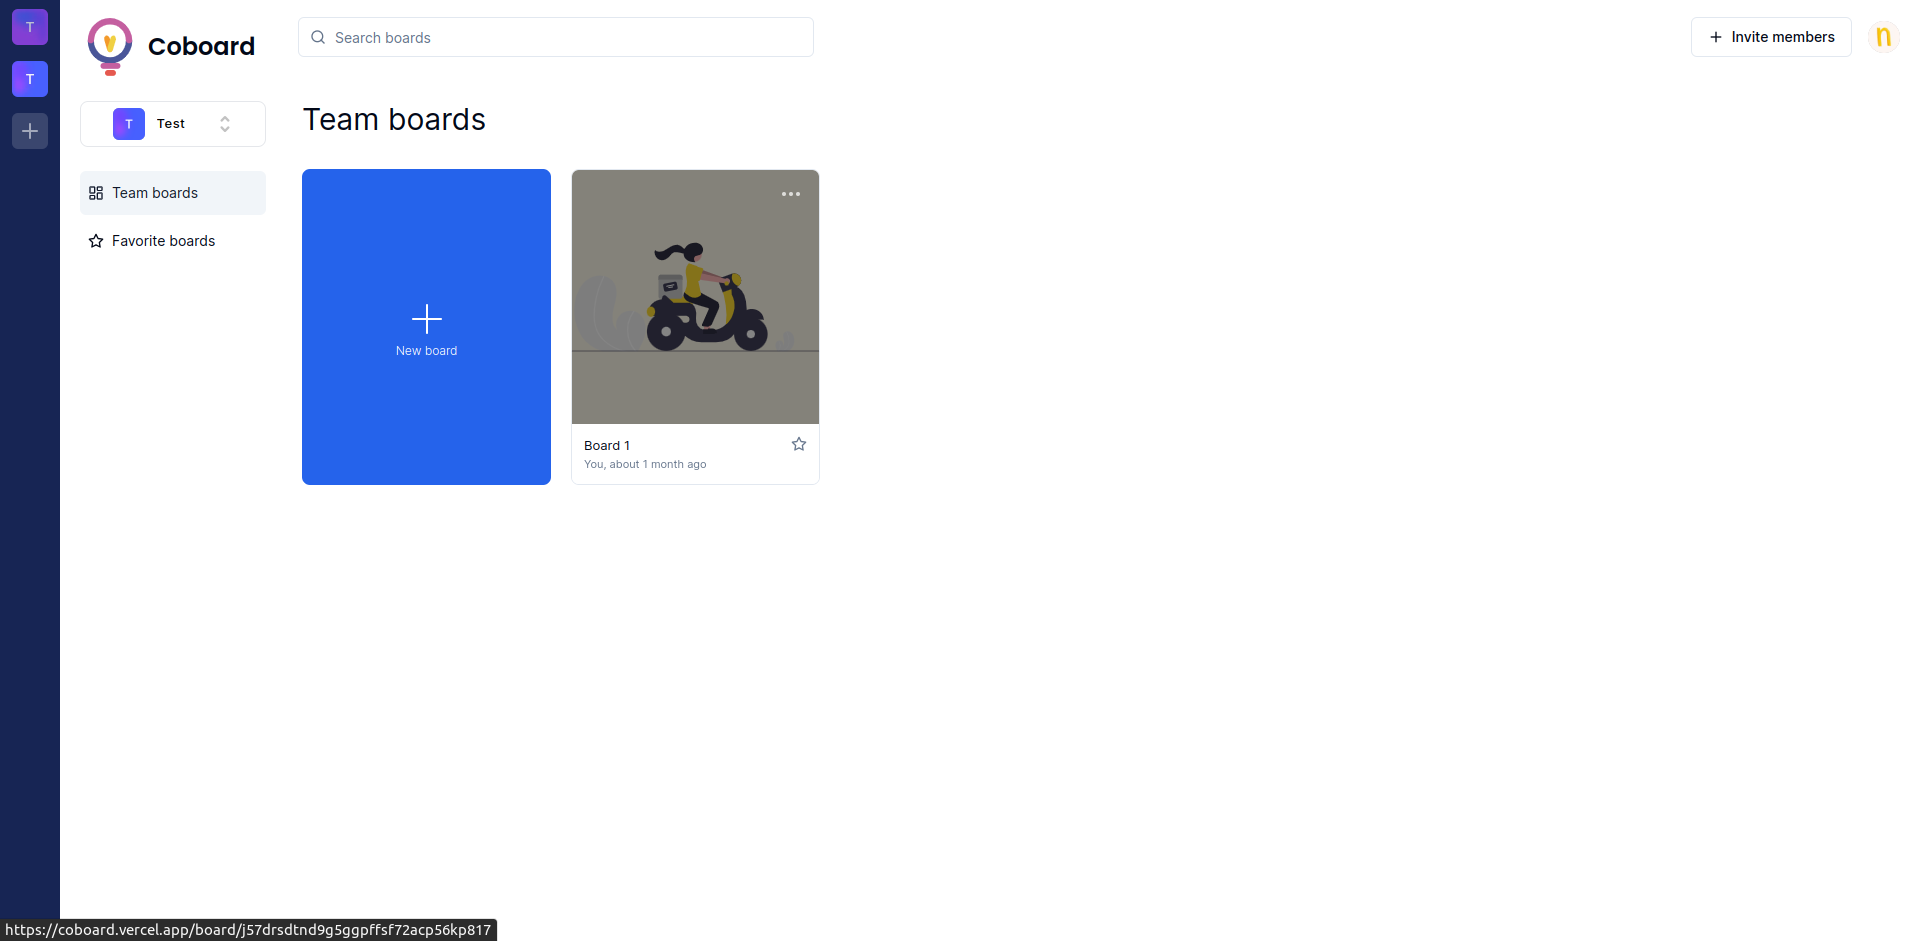 T
T
Coboard
Search boards
Invite members
n
T Test
Team boards
Favorite boards
Team boards
New board
Board 1
You, about 1 month ago
https://coboard.vercel.app/board/j57drsdtnd9g5ggpffsf72acp56kp817